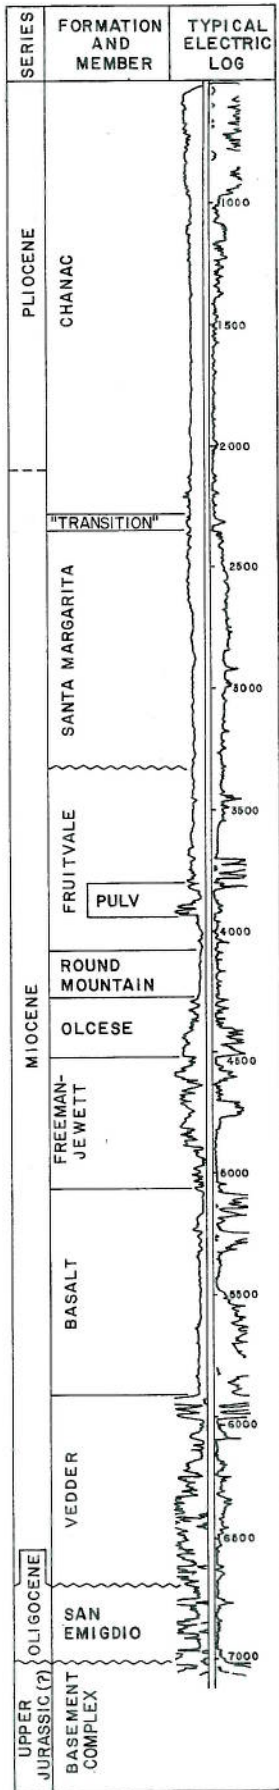 SERIES
FORMATION
AND
MEMBER
TYPICAL
ELECTRIC
LOG
PLIOCENE
CHANAC
1000
1500
2000
"TRANSITION"
MIOCENE
SANTA MARGARITA
2500
3000
FRUITVALE
3500
PULV
4000
ROUND
MOUNTAIN
OLCESE
4500
FREEMAN-
JEWETT
5000
BASALT
5500
VEDDER
6000
6500
OLIGOCENE
SAN
EMIGDIO
7000
UPPER
JURASSIC (?)
BASEMENT
COMPLEX